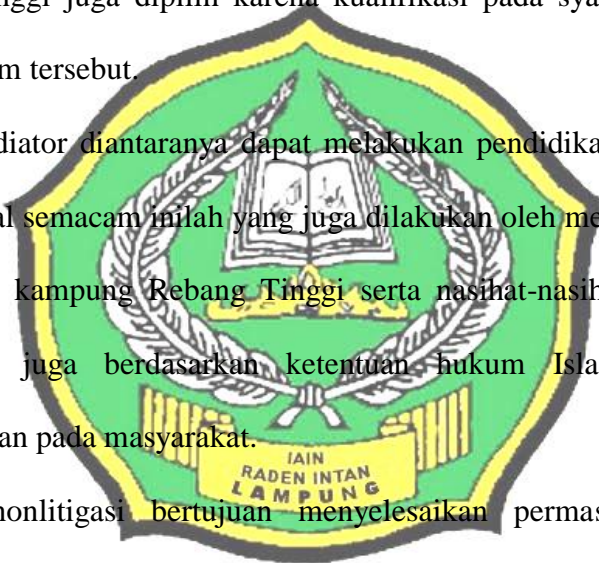 nggi juga dipilih karena kualifikasi pada sya
m tersebut.
diator diantaranya dapat melakukan pendidika
al semacam inilah yang juga dilakukan oleh me
kampung Rebang Tinggi serta nasihat-nasih
juga berdasarkan ketentuan hukum Isla
an pada masyarakat.
IAIN
RADEN INTAN
LAMPUNG
nonlitigasi bertujuan menyelesaikan permas